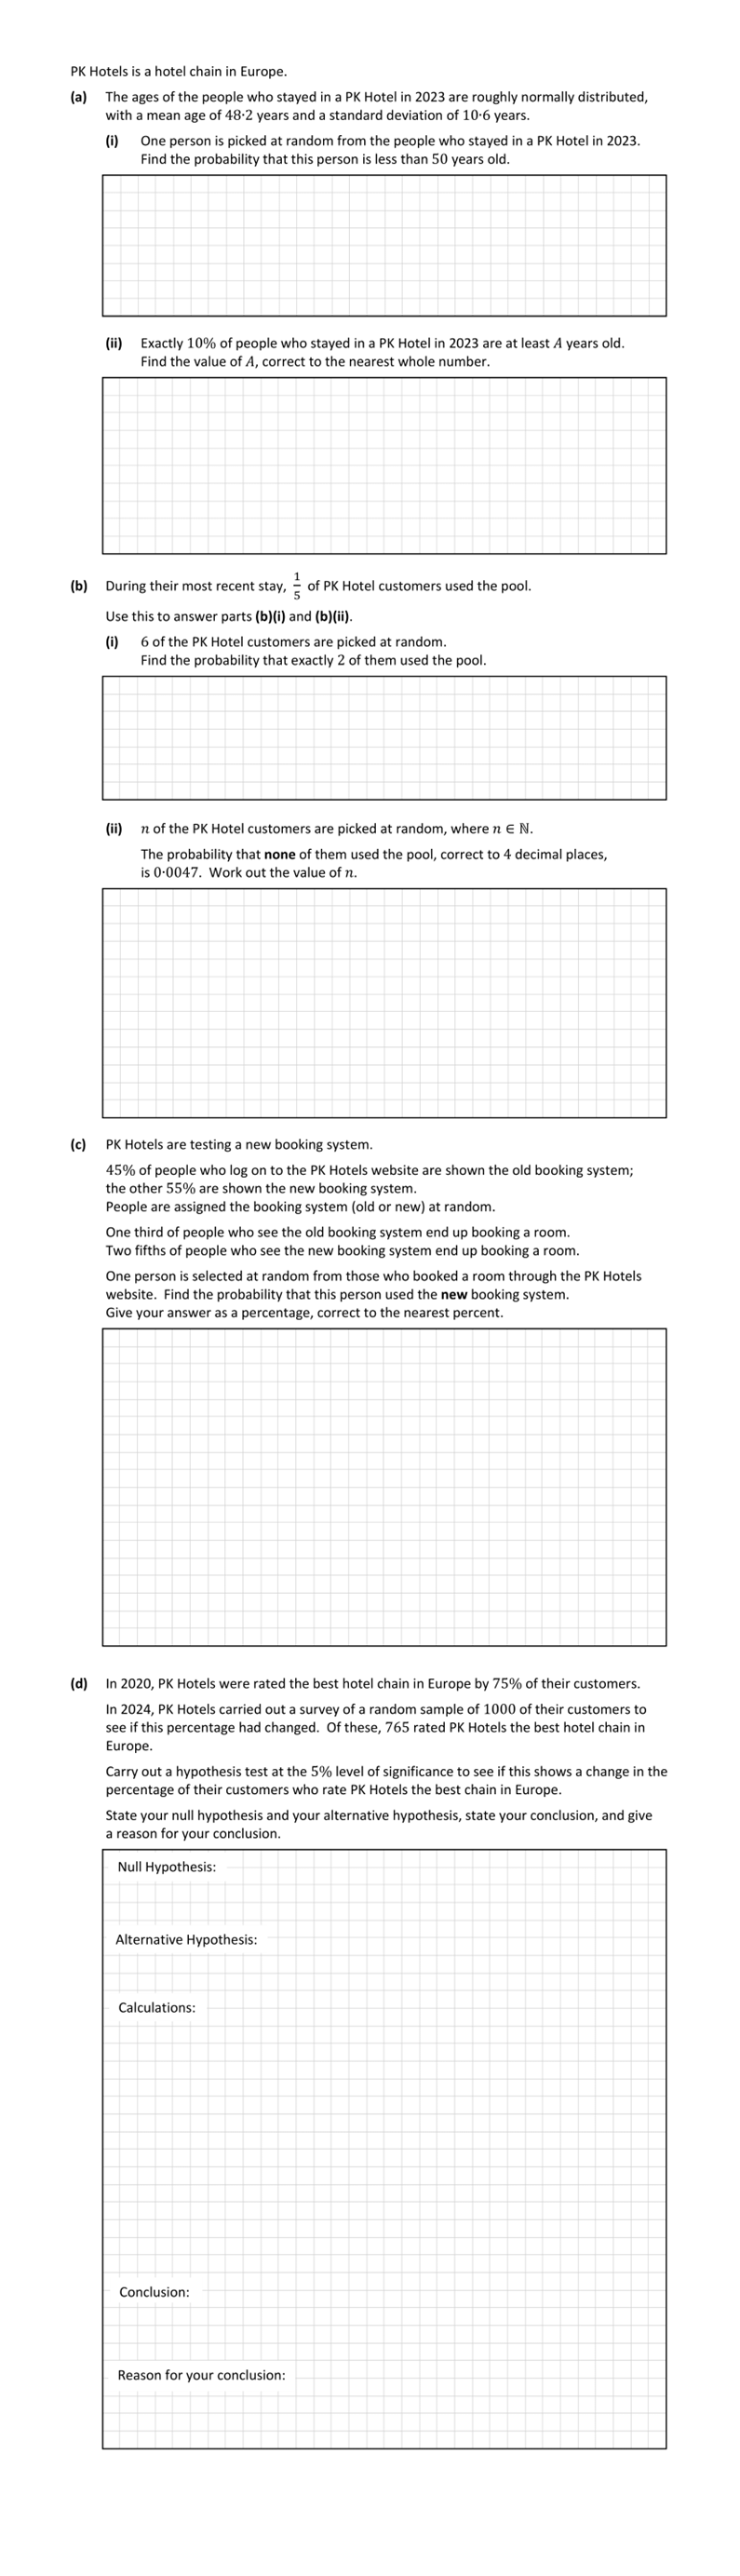 PK Hotels is a hotel chain in Europe.
(a) The ages of the people who stayed in a PK Hotel in 2023 are roughly normally distributed,
with a mean age of 48·2 years and a standard deviation of 10·6 years.
(i) One person is picked at random from the people who stayed in a PK Hotel in 2023.
Find the probability that this person is less than 50 years old.
(ii) Exactly 10% of people who stayed in a PK Hotel in 2023 are at least A years old.
Find the value of A, correct to the nearest whole number.
(b) During their most recent stay, 1/5 of PK Hotel customers used the pool.
Use this to answer parts (b)(i) and (b)(ii).
(i) 6 of the PK Hotel customers are picked at random.
Find the probability that exactly 2 of them used the pool.
(ii) n of the PK Hotel customers are picked at random, where n ∈ ℕ.
The probability that none of them used the pool, correct to 4 decimal places,
is 0·0047. Work out the value of n.
(c) PK Hotels are testing a new booking system.
45% of people who log on to the PK Hotels website are shown the old booking system;
the other 55% are shown the new booking system.
People are assigned the booking system (old or new) at random.
One third of people who see the old booking system end up booking a room.
Two fifths of people who see the new booking system end up booking a room.
One person is selected at random from those who booked a room through the PK Hotels
website. Find the probability that this person used the new booking system.
Give your answer as a percentage, correct to the nearest percent.
(d) In 2020, PK Hotels were rated the best hotel chain in Europe by 75% of their customers.
In 2024, PK Hotels carried out a survey of a random sample of 1000 of their customers to
see if this percentage had changed. Of these, 765 rated PK Hotels the best hotel chain in
Europe.
Carry out a hypothesis test at the 5% level of significance to see if this shows a change in the
percentage of their customers who rate PK Hotels the best chain in Europe.
State your null hypothesis and your alternative hypothesis, state your conclusion, and give
a reason for your conclusion.
Null Hypothesis:
Alternative Hypothesis:
Calculations:
Conclusion:
Reason for your conclusion: